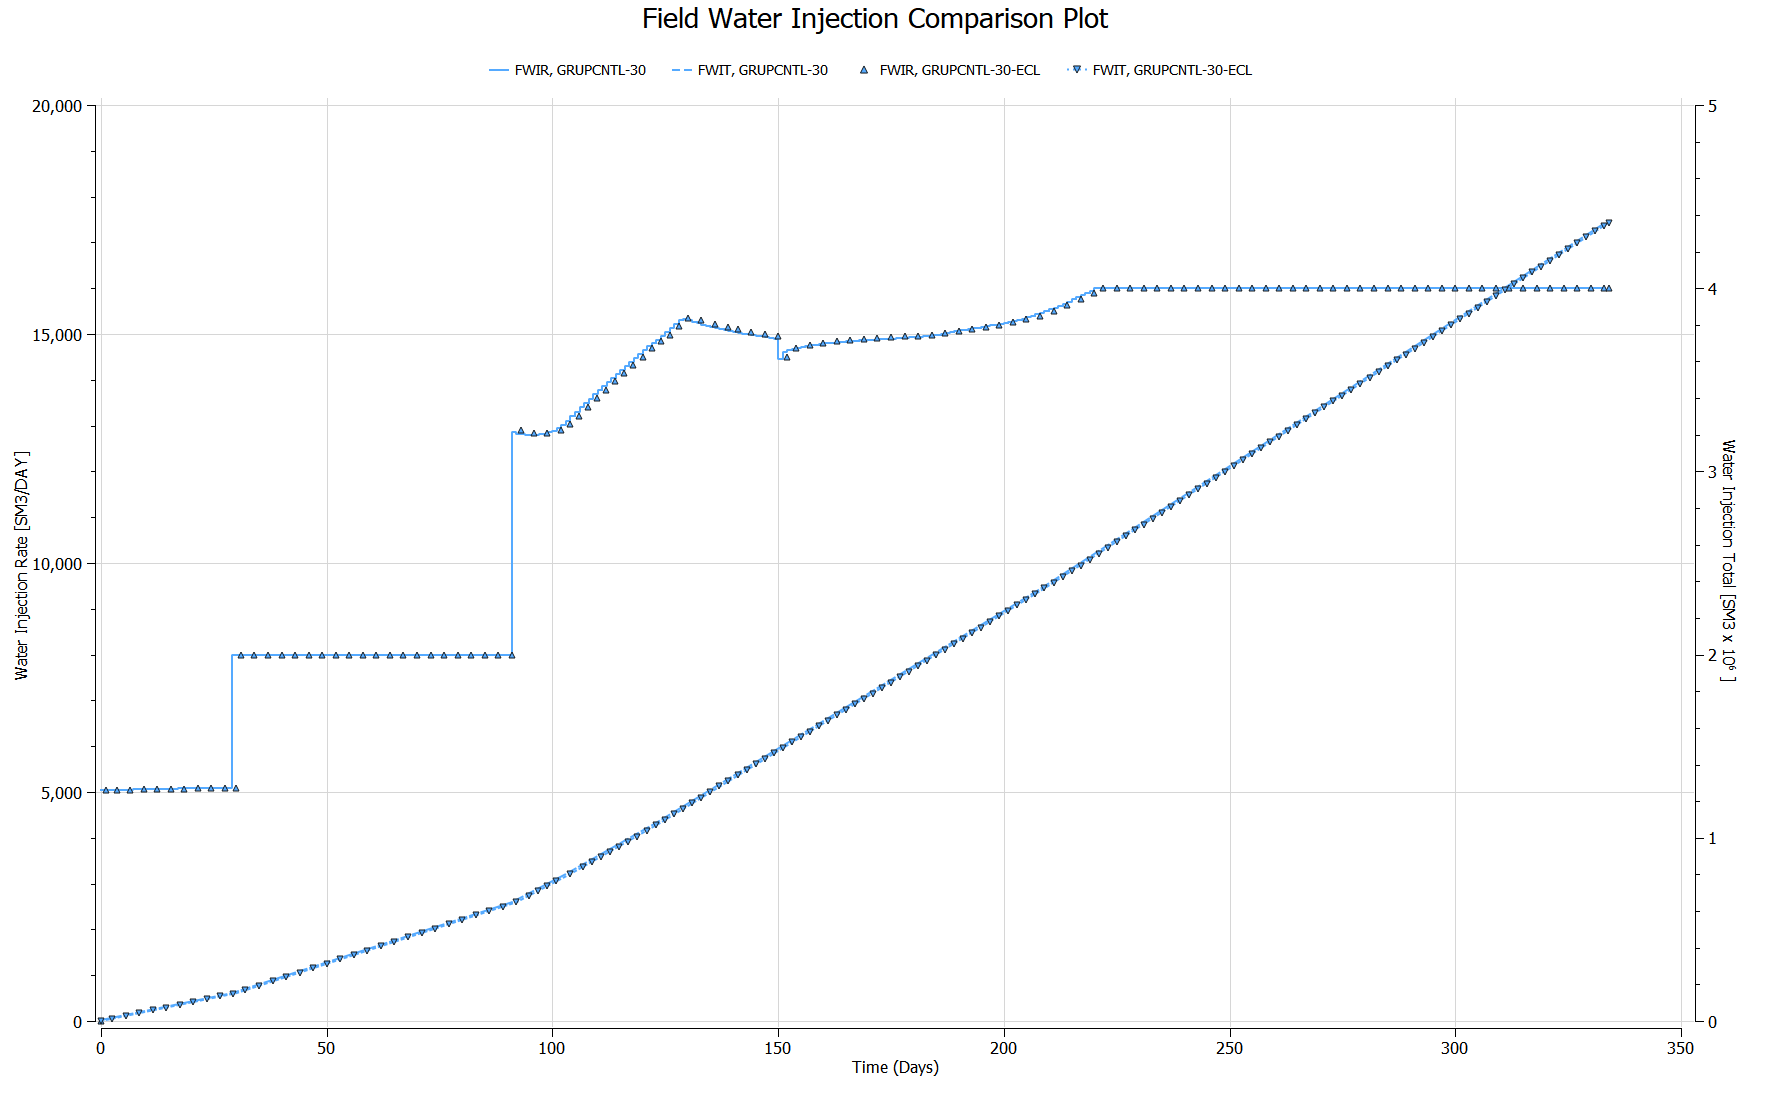 Field Water Injection Comparison Plot
FWIR, GRUPCNTL-30 FWIT, GRUPCNTL-30 FWIR, GRUPCNTL-30-ECL FWIT, GRUPCNTL-30-ECL
20,000
15,000
10,000
5,000
0
Water Injection Rate [SM3/DAY]
5
4
3
2
1
0
Water Injection Total [SM3 x 10⁶ ]
0 50 100 150 200 250 300 350
Time (Days)